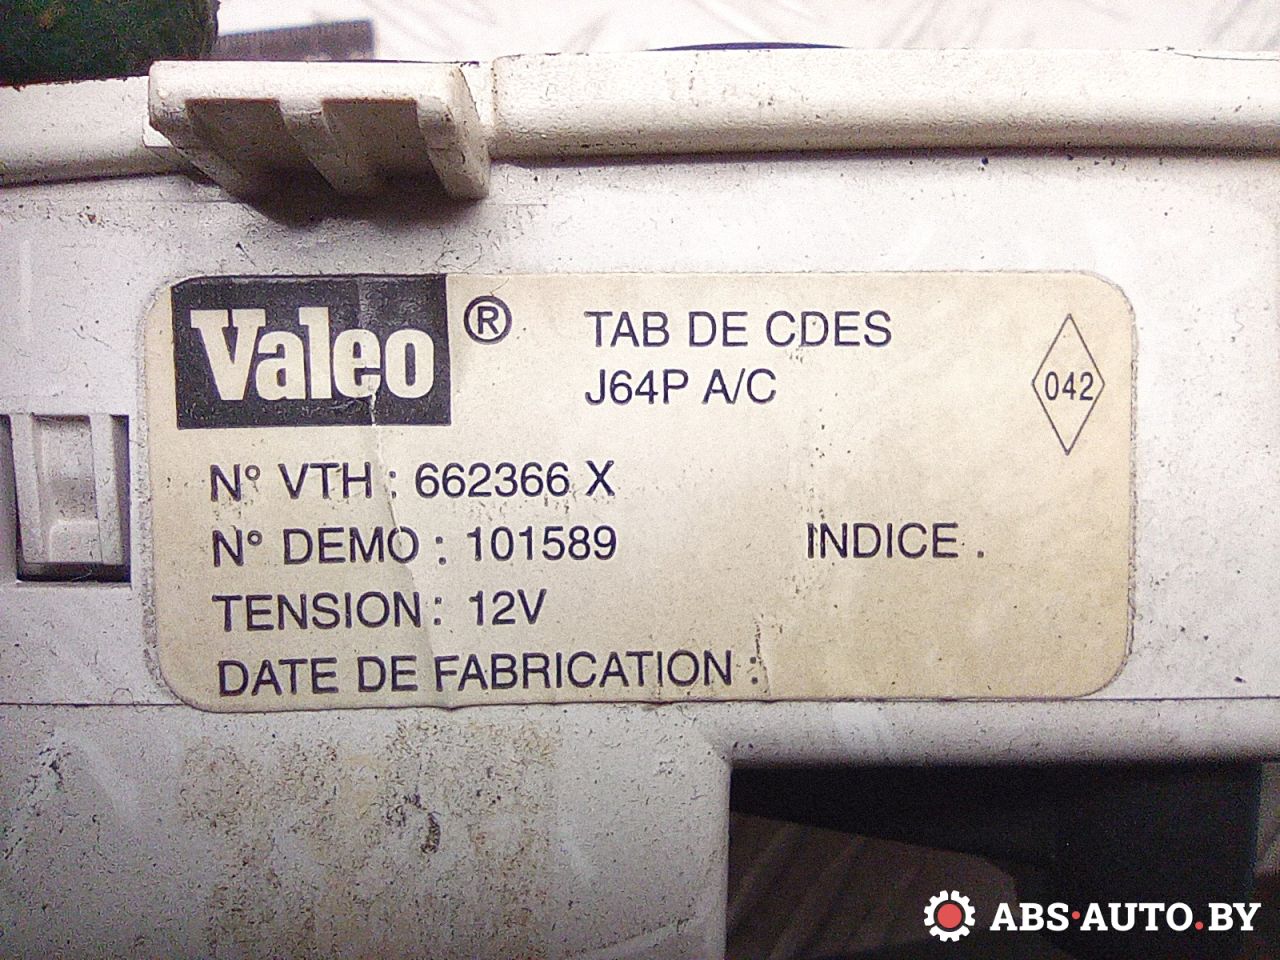 Valeo ® TAB DE CDES
J64P A/C
042
N° VTH : 662366 X
N° DEMO : 101589 INDICE .
TENSION : 12V
DATE DE FABRICATION :
ABS·AUTO.BY